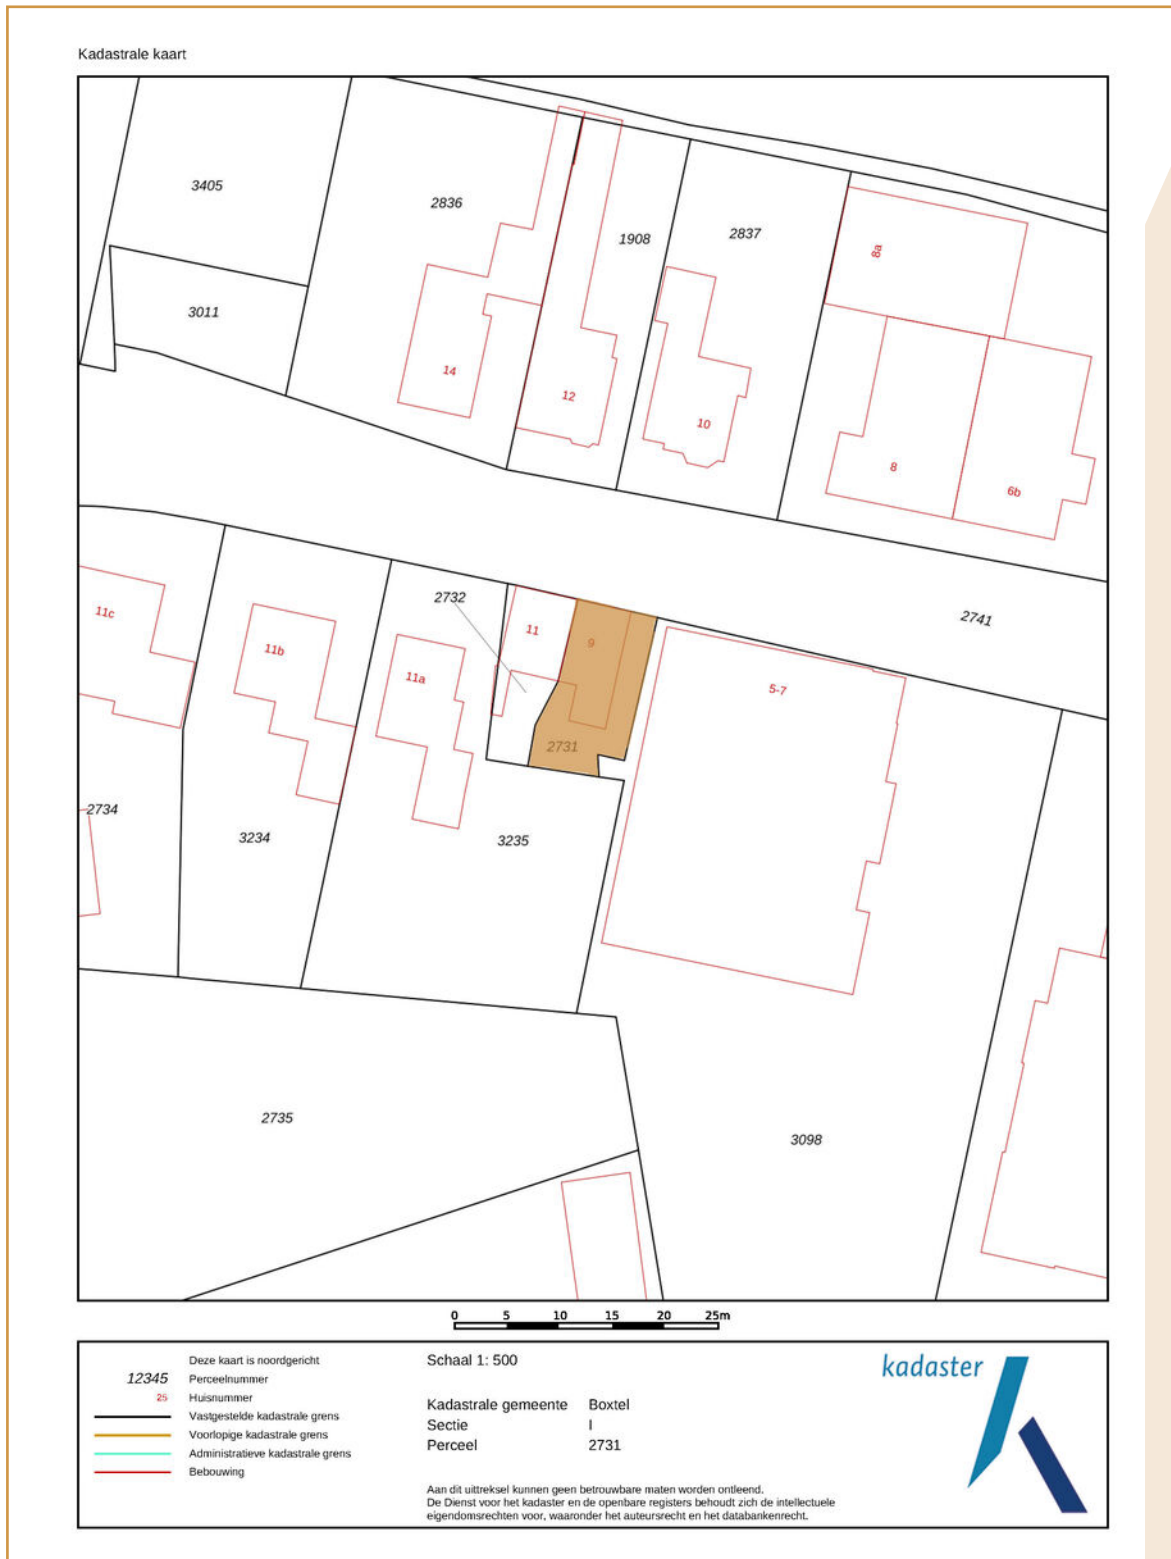 Kadastrale kaart
3405
2836
1908
2837
8a
3011
14
12
10
8
6b
2741
2732
11c
11b
11a
11
9
5-7
2731
2734
3234
3235
2735
3098
0 5 10 15 20 25m
Deze kaart is noordgericht
12345 Perceelnummer
25 Huisnummer
Vastgestelde kadastrale grens
Voorlopige kadastrale grens
Administratieve kadastrale grens
Bebouwing
Schaal 1: 500
Kadastrale gemeente Boxtel
Sectie I
Perceel 2731
Aan dit uittreksel kunnen geen betrouwbare maten worden ontleend.
De Dienst voor het kadaster en de openbare registers behoudt zich de intellectuele
eigendomsrechten voor, waaronder het auteursrecht en het databankenrecht.
kadaster